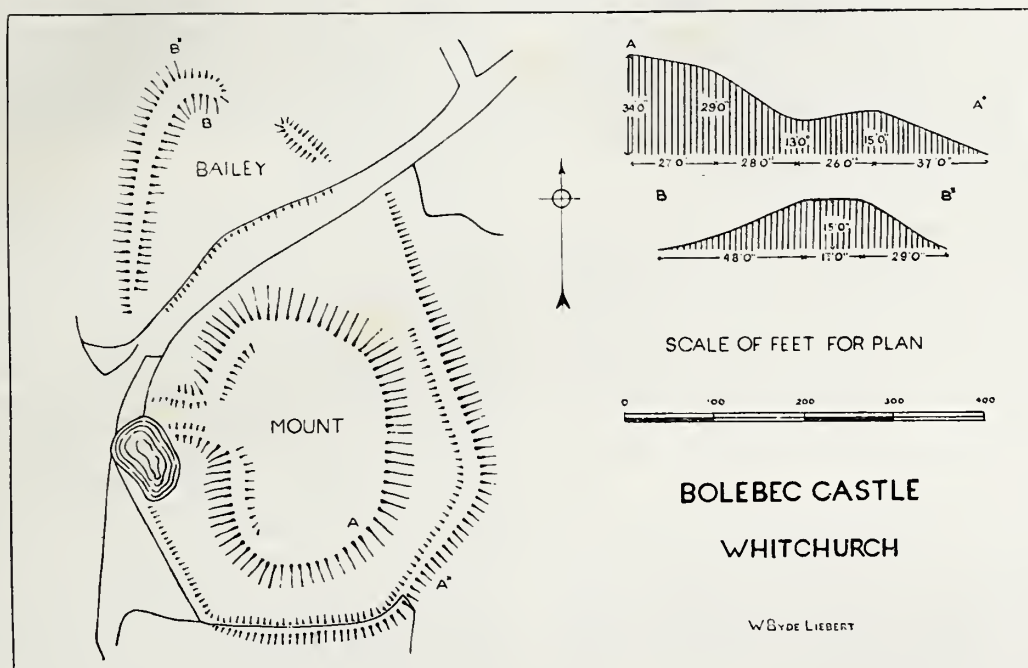 B"
B
BAILEY
MOUNT
A
A"
A
A"
34'0"
29'0"
13'0"
15'0"
27'0"
28'0"
26'0"
37'0"
B
B"
15'0"
48'0"
17'0"
29'0"
SCALE OF FEET FOR PLAN
0 100 200 300 400
BOLEBEC CASTLE
WHITCHURCH
W BYDE LIEBERT